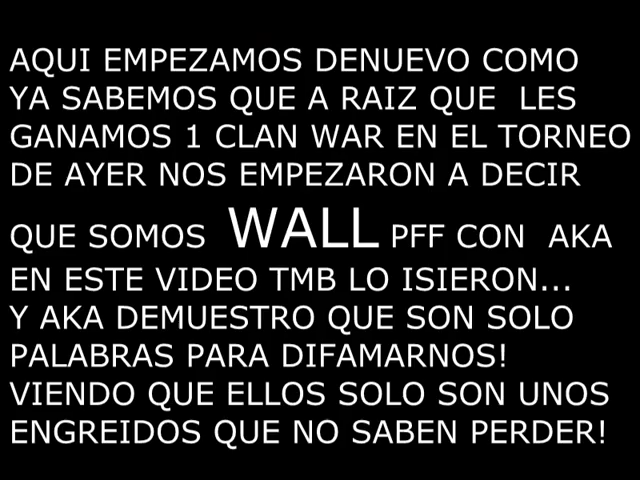 AQUI EMPEZAMOS DENUEVO COMO
YA SABEMOS QUE A RAIZ QUE  LES
GANAMOS 1 CLAN WAR EN EL TORNEO
DE AYER NOS EMPEZARON A DECIR
QUE SOMOS  WALL PFF CON  AKA
EN ESTE VIDEO TMB LO ISIERON...
Y AKA DEMUESTRO QUE SON SOLO
PALABRAS PARA DIFAMARNOS!
VIENDO QUE ELLOS SOLO SON UNOS
ENGREIDOS QUE NO SABEN PERDER!